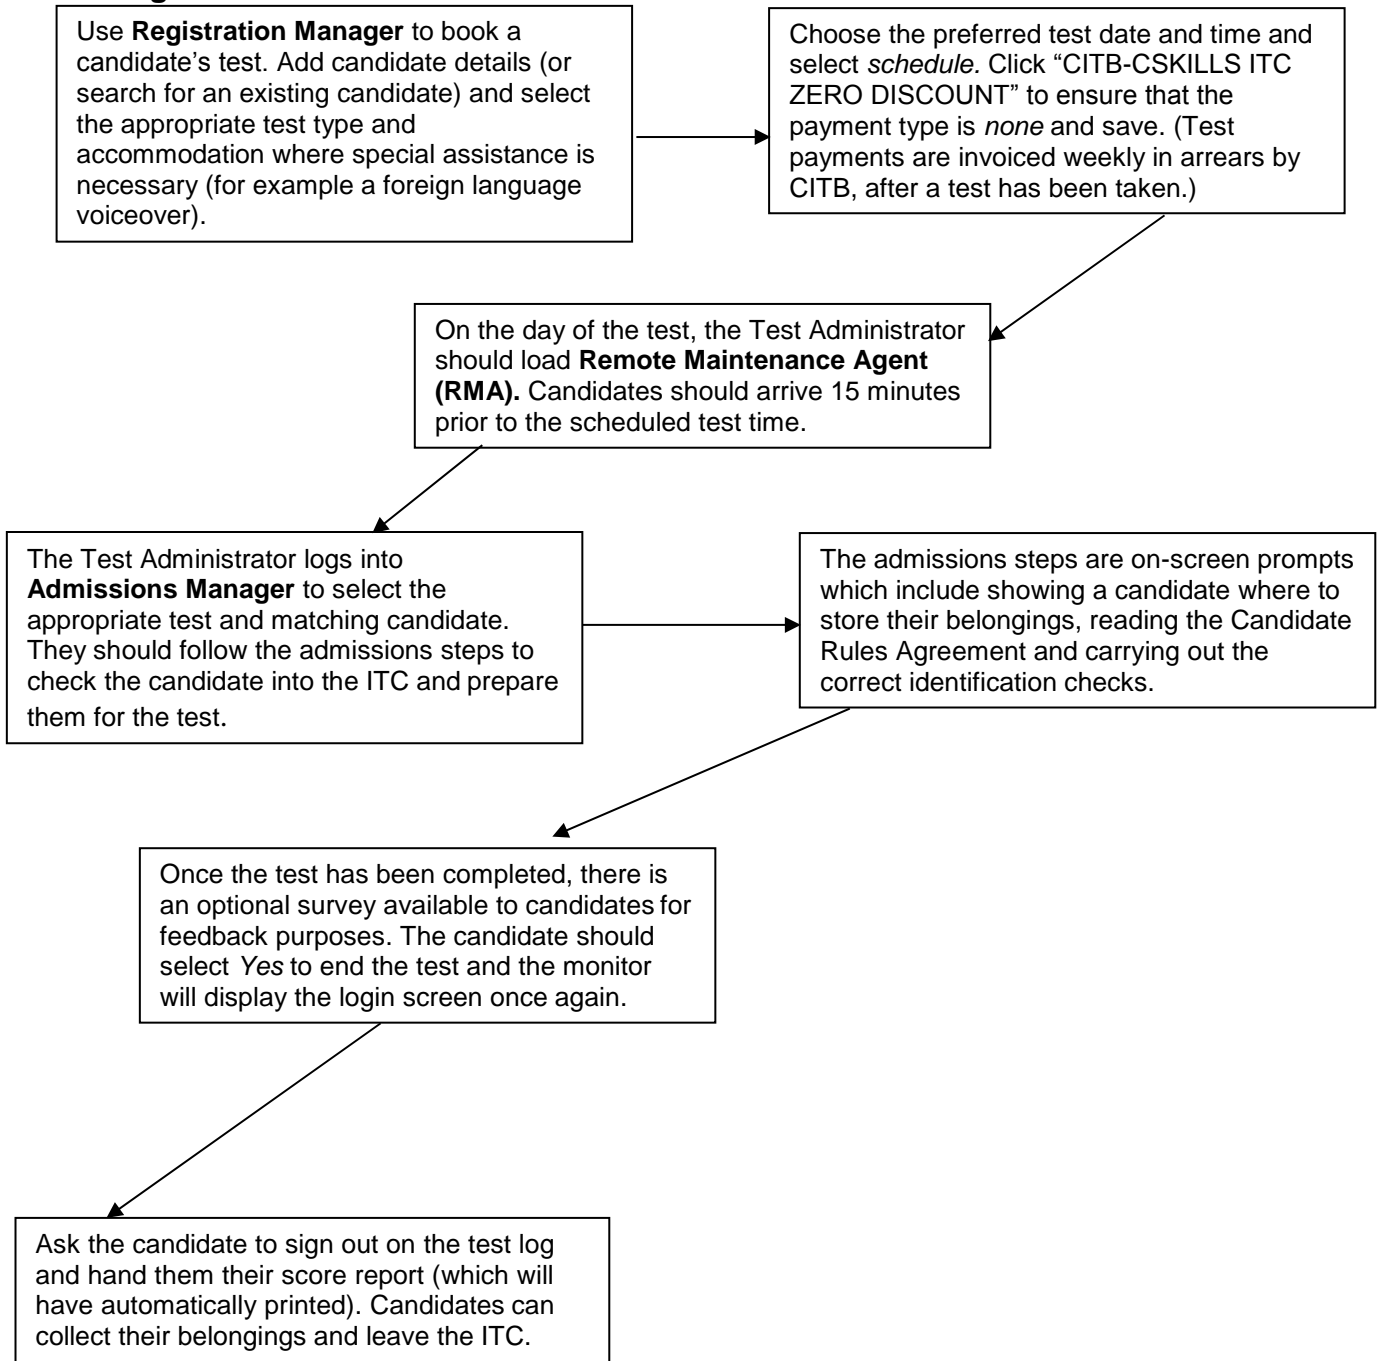 Use Registration Manager to book a
candidate’s test. Add candidate details (or
search for an existing candidate) and select
the appropriate test type and
accommodation where special assistance is
necessary (for example a foreign language
voiceover).
Choose the preferred test date and time and
select schedule. Click “CITB-CSKILLS ITC
ZERO DISCOUNT” to ensure that the
payment type is none and save. (Test
payments are invoiced weekly in arrears by
CITB, after a test has been taken.)
On the day of the test, the Test Administrator
should load Remote Maintenance Agent
(RMA). Candidates should arrive 15 minutes
prior to the scheduled test time.
The Test Administrator logs into
Admissions Manager to select the
appropriate test and matching candidate.
They should follow the admissions steps to
check the candidate into the ITC and prepare
them for the test.
The admissions steps are on-screen prompts
which include showing a candidate where to
store their belongings, reading the Candidate
Rules Agreement and carrying out the
correct identification checks.
Once the test has been completed, there is
an optional survey available to candidates for
feedback purposes. The candidate should
select Yes to end the test and the monitor
will display the login screen once again.
Ask the candidate to sign out on the test log
and hand them their score report (which will
have automatically printed). Candidates can
collect their belongings and leave the ITC.